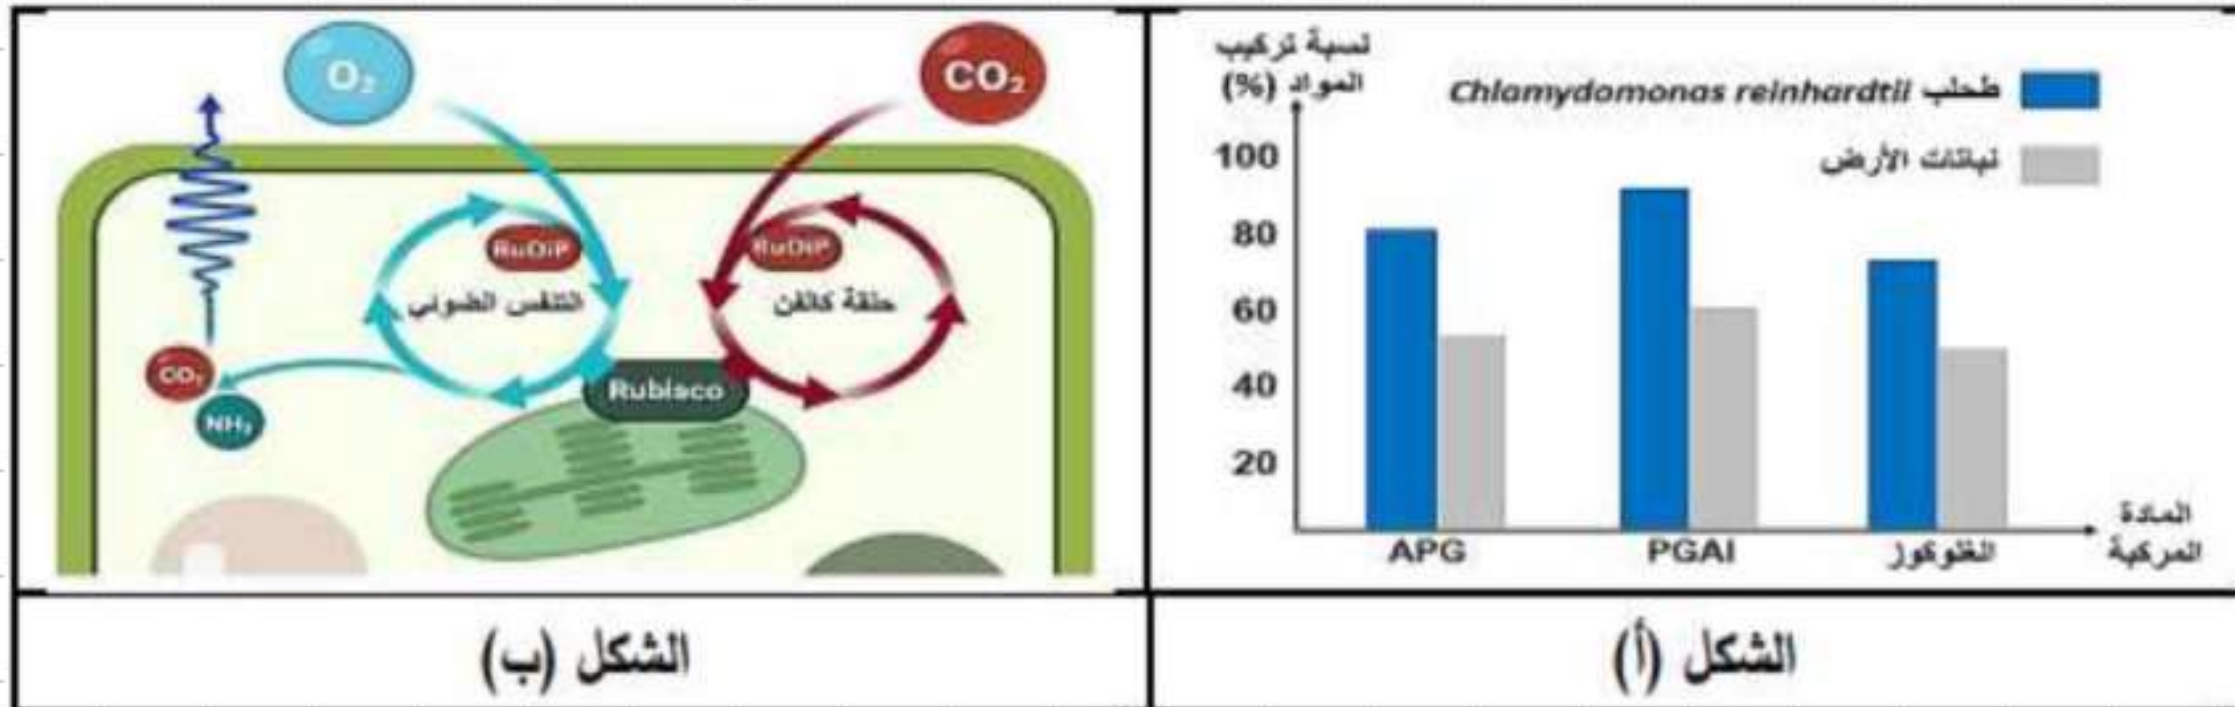 نسبة تركيب
المواد (%)
طحلب Chlamydomonas reinhardtii
نباتات الأرض
100
80
60
40
20
APG
PGAl
الغلوكوز
المادة
المركبة
الشكل (أ)
O₂
CO₂
RuDiP
RuDiP
التنفس الضوئي
حلقة كالفن
CO₂
NH₃
Rubisco
الشكل (ب)